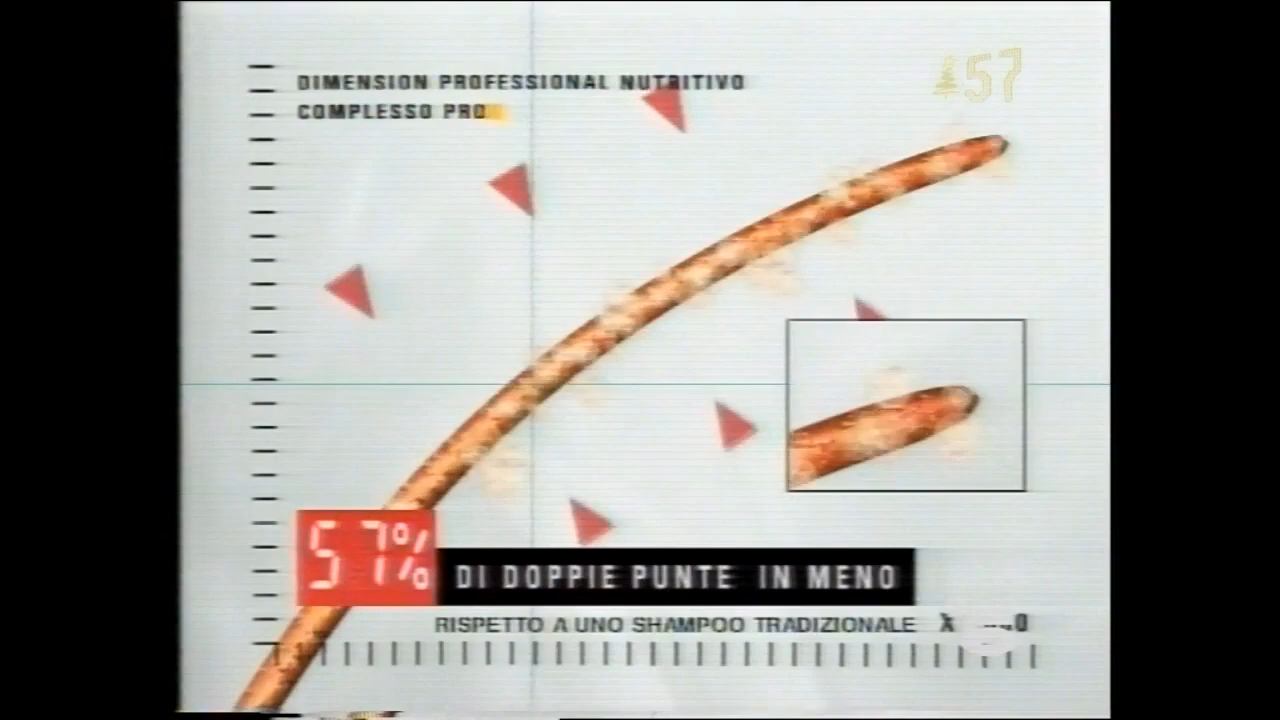 57
DIMENSION PROFESSIONAL NUTRITIVO
COMPLESSO PRO
57%
DI DOPPIE PUNTE IN MENO
RISPETTO A UNO SHAMPOO TRADIZIONALE